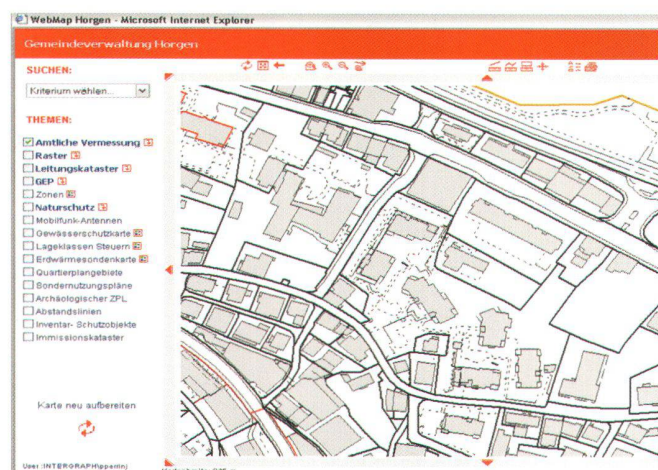 WebMap Horgen - Microsoft Internet Explorer
Gemeindeverwaltung Horgen
SUCHEN:
Kriterium wählen...
THEMEN:
Amtliche Vermessung
Raster
Leitungskataster
GEP
Zonen
Naturschutz
Mobilfunk-Antennen
Gewässerschutzkarte
Lageklassen Steuern
Erdwärmesondenkarte
Quartierplangebiete
Sondernutzungspläne
Archäologischer ZPL
Abstandslinien
Inventar- Schutzobjekte
Immissionskataster
Karte neu aufbereiten